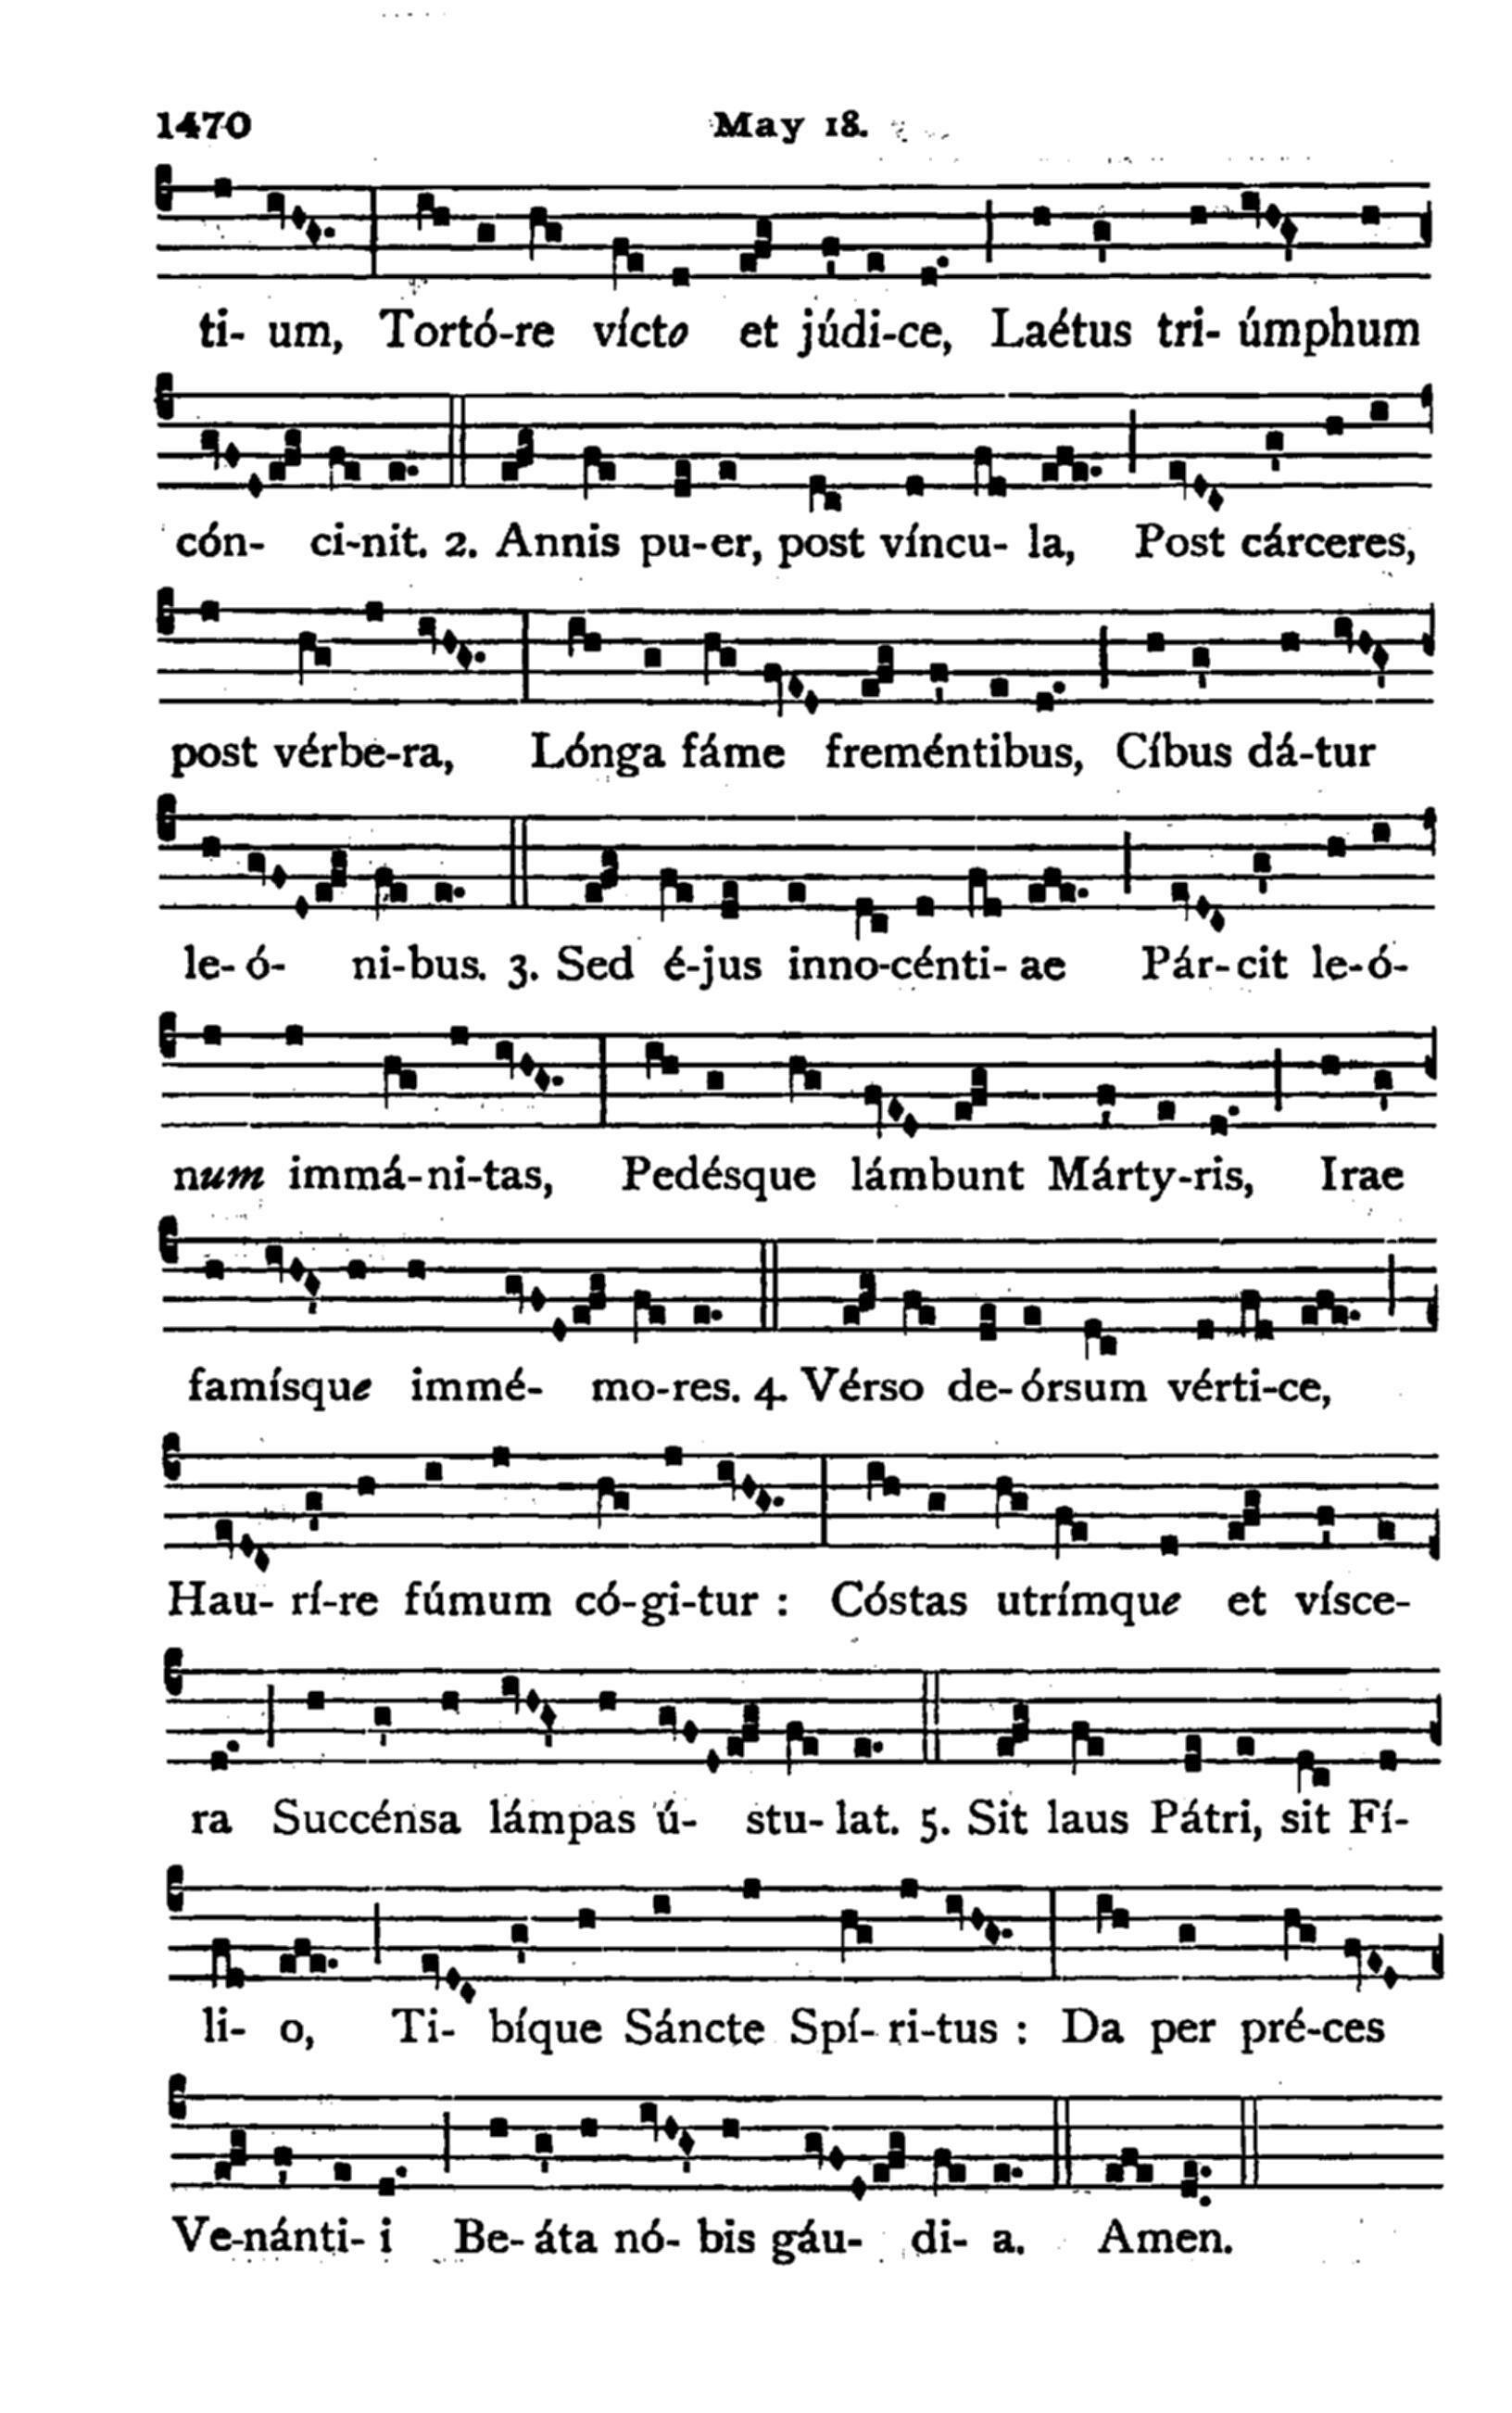 1470 May 18.
ti- um, Tortó-re vícto et júdi-ce, Laétus tri- úmphum
cón- ci-nit. 2. Annis pu-er, post víncu- la, Post cárceres,
post vérbe-ra, Lónga fáme freméntibus, Cíbus dá-tur
le- ó- ni-bus. 3. Sed é-jus inno-cénti- ae Pár-cit le-ó-
num immá-ni-tas, Pedésque lámbunt Márty-ris, Irae
famísque immé- mo-res. 4. Vérso de-órsum vérti-ce,
Hau- rí-re fúmum có-gi-tur : Cóstas utrímque et vísce-
ra Succénsa lámpas ú- stu- lat. 5. Sit laus Pátri, sit Fí-
li- o, Ti- bíque Sáncte Spí- ri-tus : Da per pré-ces
Ve-nánti- i Be- áta nó- bis gáu- di- a. Amen.